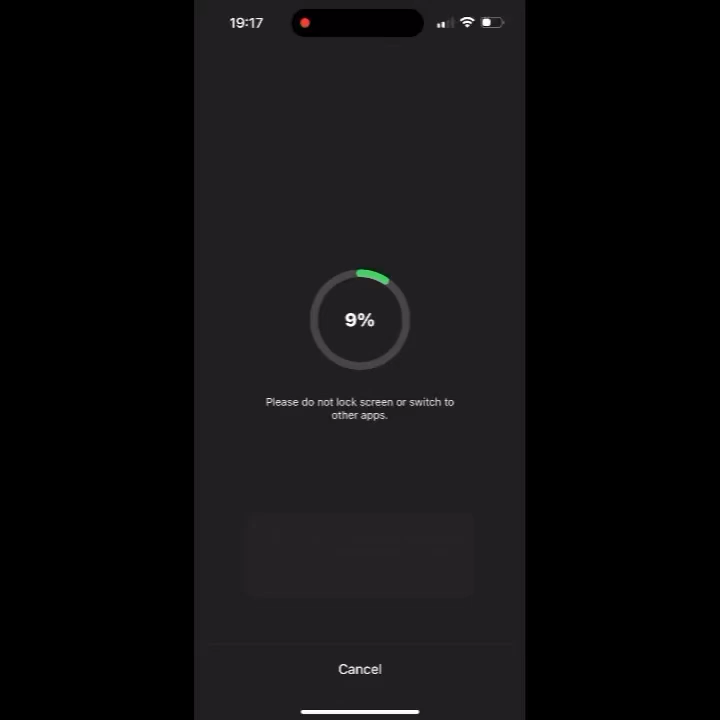 19:17
9%
Please do not lock screen or switch to
other apps.
Cancel